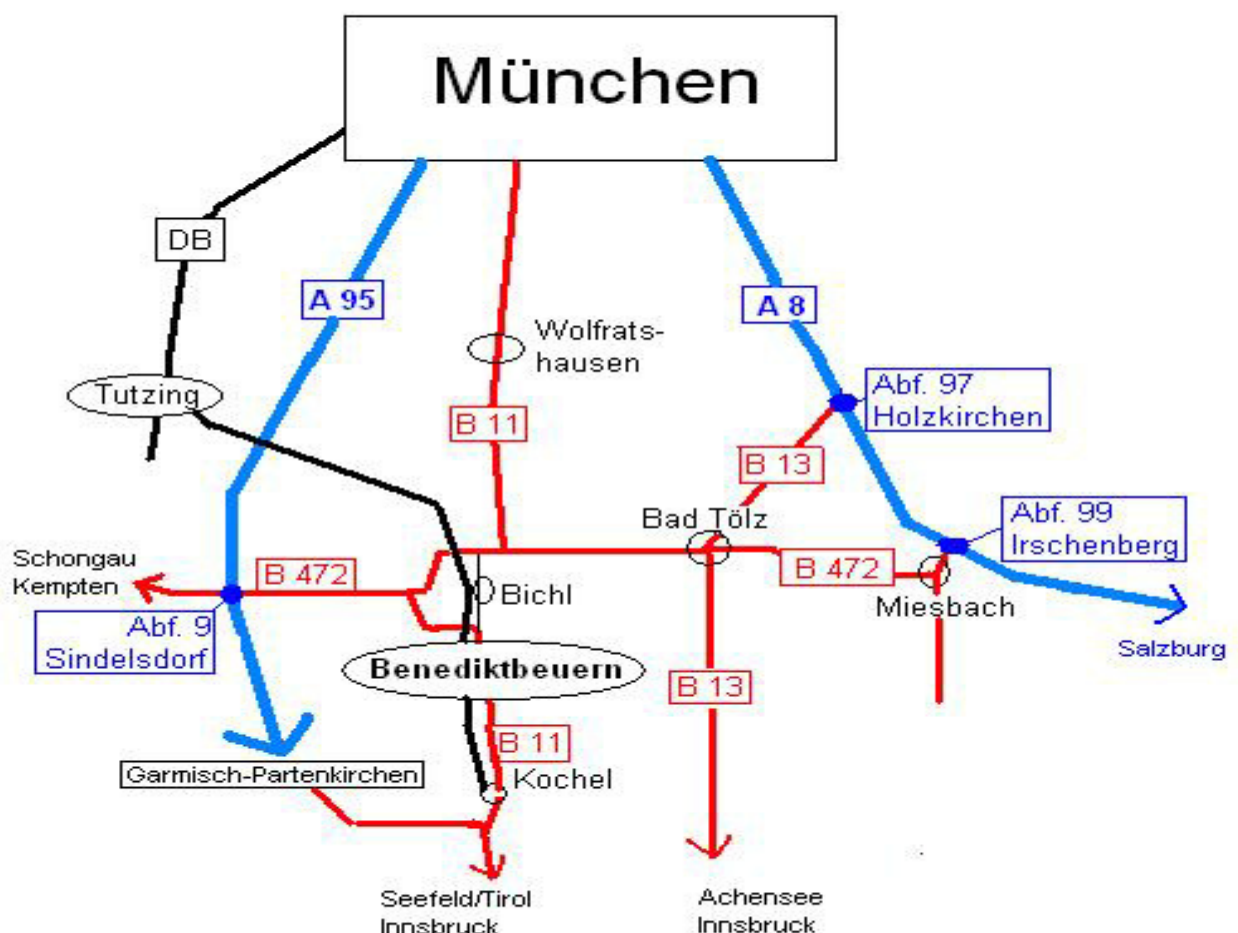 München
DB
A 95
A 8
Wolfrats-
hausen
Abf. 97
Holzkirchen
Tutzing
B 11
B 13
Bad Tölz
Abf. 99
Irschenberg
Schongau
Kempten
B 472
Bichl
B 472
Miesbach
Abf. 9
Sindelsdorf
Salzburg
Benediktbeuern
B 13
B 11
Garmisch-Partenkirchen
Kochel
Seefeld/Tirol
Innsbruck
Achensee
Innsbruck